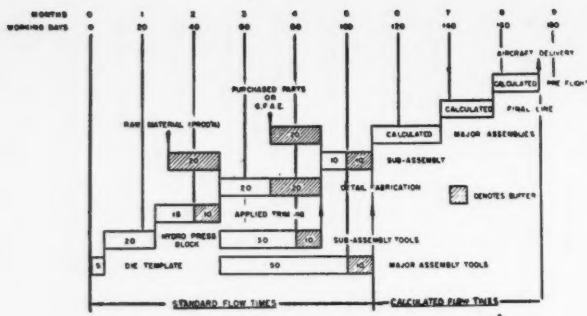 MONTHS 0 1 2 3 4 5 6 7 8 9
WORKING DAYS 0 20 40 60 80 100 120 140 160 180
AIRCRAFT DELIVERY
CALCULATED PRE FLIGHT
PURCHASED PARTS
OR
G.F.A.E.
CALCULATED FINAL LINE
RAW MATERIAL (PROD'N)
20
CALCULATED MAJOR ASSEMBLIES
20
10 10 SUB-ASSEMBLY
20 20 DETAIL FABRICATION
DENOTES BUFFER
15 10 APPLIED
20 HYDRO PRESS
BLOCK
30 10 SUB-ASSEMBLY TOOLS
5 DIE TEMPLATE
50 10 MAJOR ASSEMBLY TOOLS
STANDARD FLOW TIMES
CALCULATED FLOW TIMES